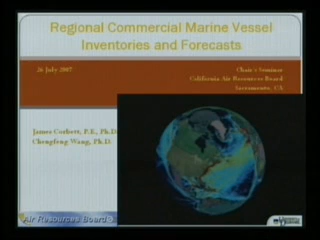 Regional Commercial Marine Vessel
Inventories and Forecasts
26 July 2007
Chair's Seminar
California Air Resources Board
Sacramento, CA
James Corbett, P.E., Ph.D
Chengfeng Wang, Ph.D.
Air Resources Board